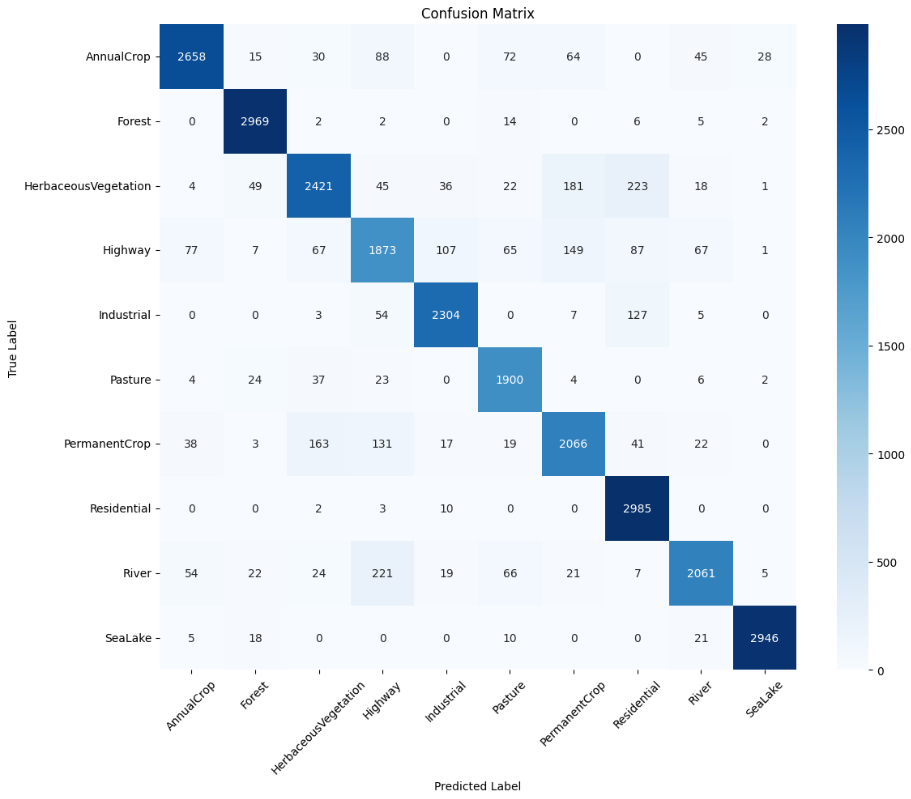 Confusion Matrix
AnnualCrop 2658 15 30 88 0 72 64 0 45 28
Forest 0 2969 2 2 0 14 0 6 5 2
HerbaceousVegetation 4 49 2421 45 36 22 181 223 18 1
Highway 77 7 67 1873 107 65 149 87 67 1
Industrial 0 0 3 54 2304 0 7 127 5 0
Pasture 4 24 37 23 0 1900 4 0 6 2
PermanentCrop 38 3 163 131 17 19 2066 41 22 0
Residential 0 0 2 3 10 0 0 2985 0 0
River 54 22 24 221 19 66 21 7 2061 5
SeaLake 5 18 0 0 0 10 0 0 21 2946
True Label
AnnualCrop Forest HerbaceousVegetation Highway Industrial Pasture PermanentCrop Residential River SeaLake
Predicted Label
2500
2000
1500
1000
500
0